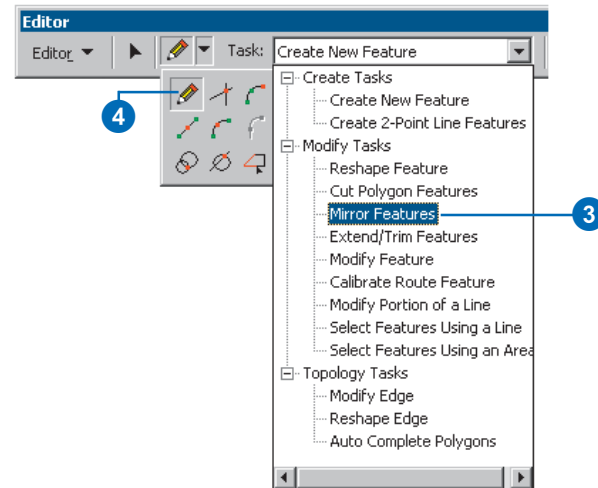 Editor
Editor Task: Create New Feature
Create Tasks
4
Create New Feature
Create 2-Point Line Features
Modify Tasks
Reshape Feature
Cut Polygon Features
Mirror Features 3
Extend/Trim Features
Modify Feature
Calibrate Route Feature
Modify Portion of a Line
Select Features Using a Line
Select Features Using an Area
Topology Tasks
Modify Edge
Reshape Edge
Auto Complete Polygons